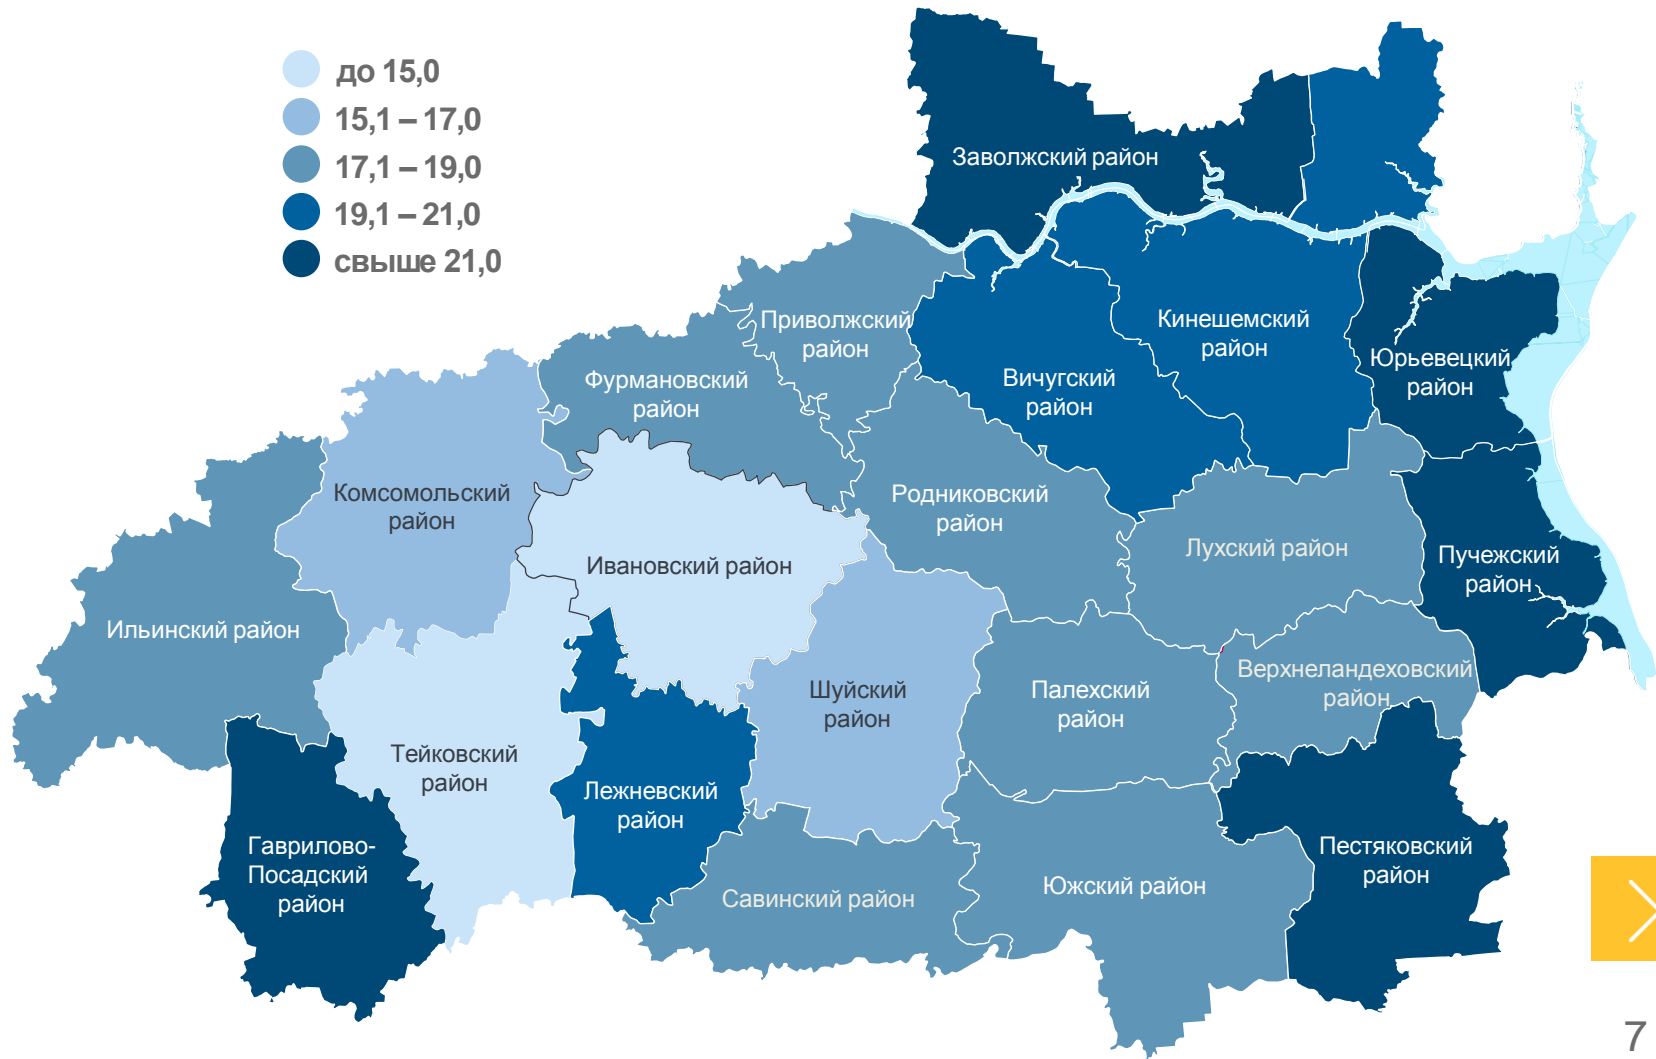 до 15,0
15,1 – 17,0
17,1 – 19,0
19,1 – 21,0
свыше 21,0
Заволжский район
Приволжский
район
Кинешемский
район
Юрьевецкий
район
Фурмановский
район
Вичугский
район
Комсомольский
район
Родниковский
район
Ивановский район
Лухский район
Пучежский
район
Ильинский район
Шуйский
район
Палехский
район
Верхнеландеховский
район
Тейковский
район
Лежневский
район
Гаврилово-
Посадский
район
Савинский район
Южский район
Пестяковский
район
7